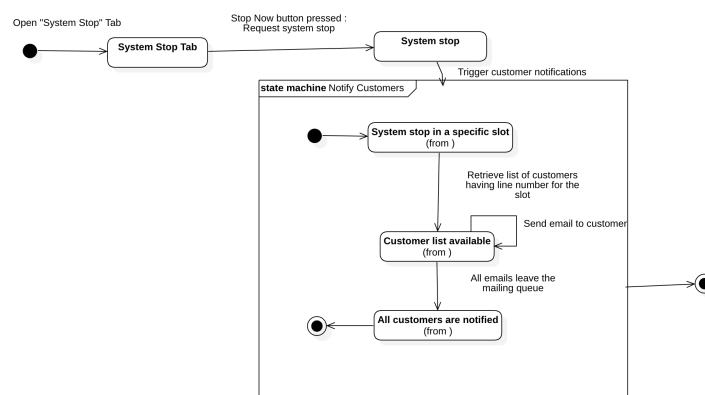 Open "System Stop" Tab
Stop Now button pressed :
Request system stop
System Stop Tab
System stop
Trigger customer notifications
state machine Notify Customers
System stop in a specific slot
(from )
Retrieve list of customers
having line number for the
slot
Send email to customer
Customer list available
(from )
All emails leave the
mailing queue
All customers are notified
(from )